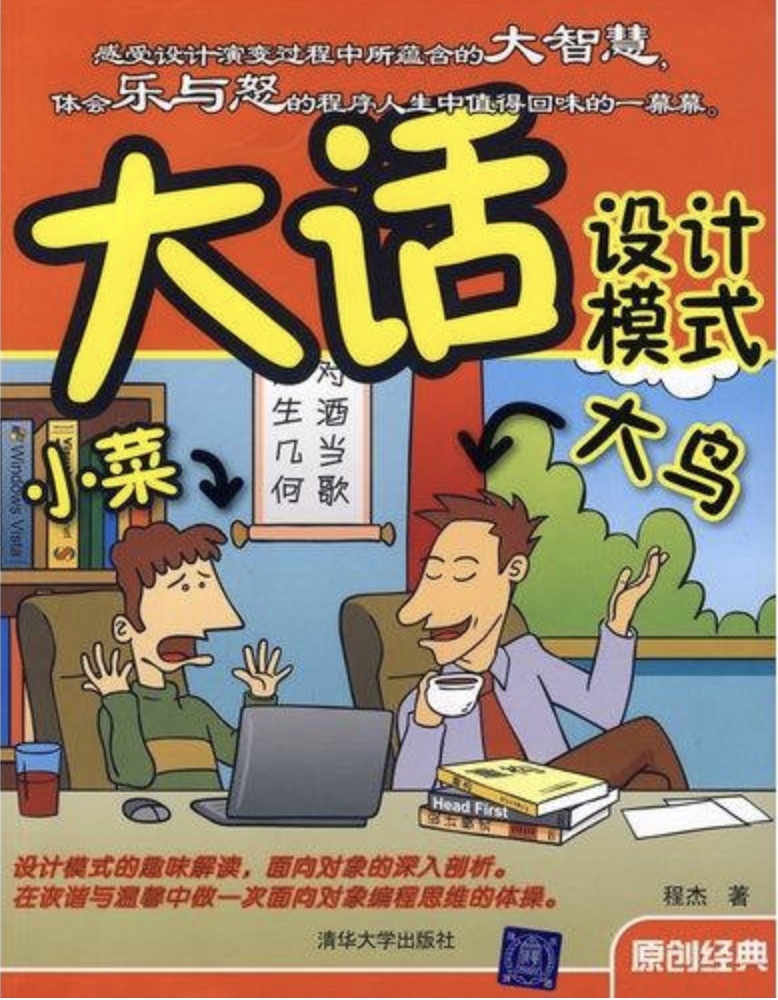 感受设计演变过程中所蕴含的大智慧，
体会乐与怒的程序人生中值得回味的一幕幕。
大话
设计
模式
大鸟
小菜
对酒当歌
生几何
Windows Vista
Head First
设计模式的趣味解读，面向对象的深入剖析。
在诙谐与温馨中做一次面向对象编程思维的体操。
程杰 著
清华大学出版社
原创经典